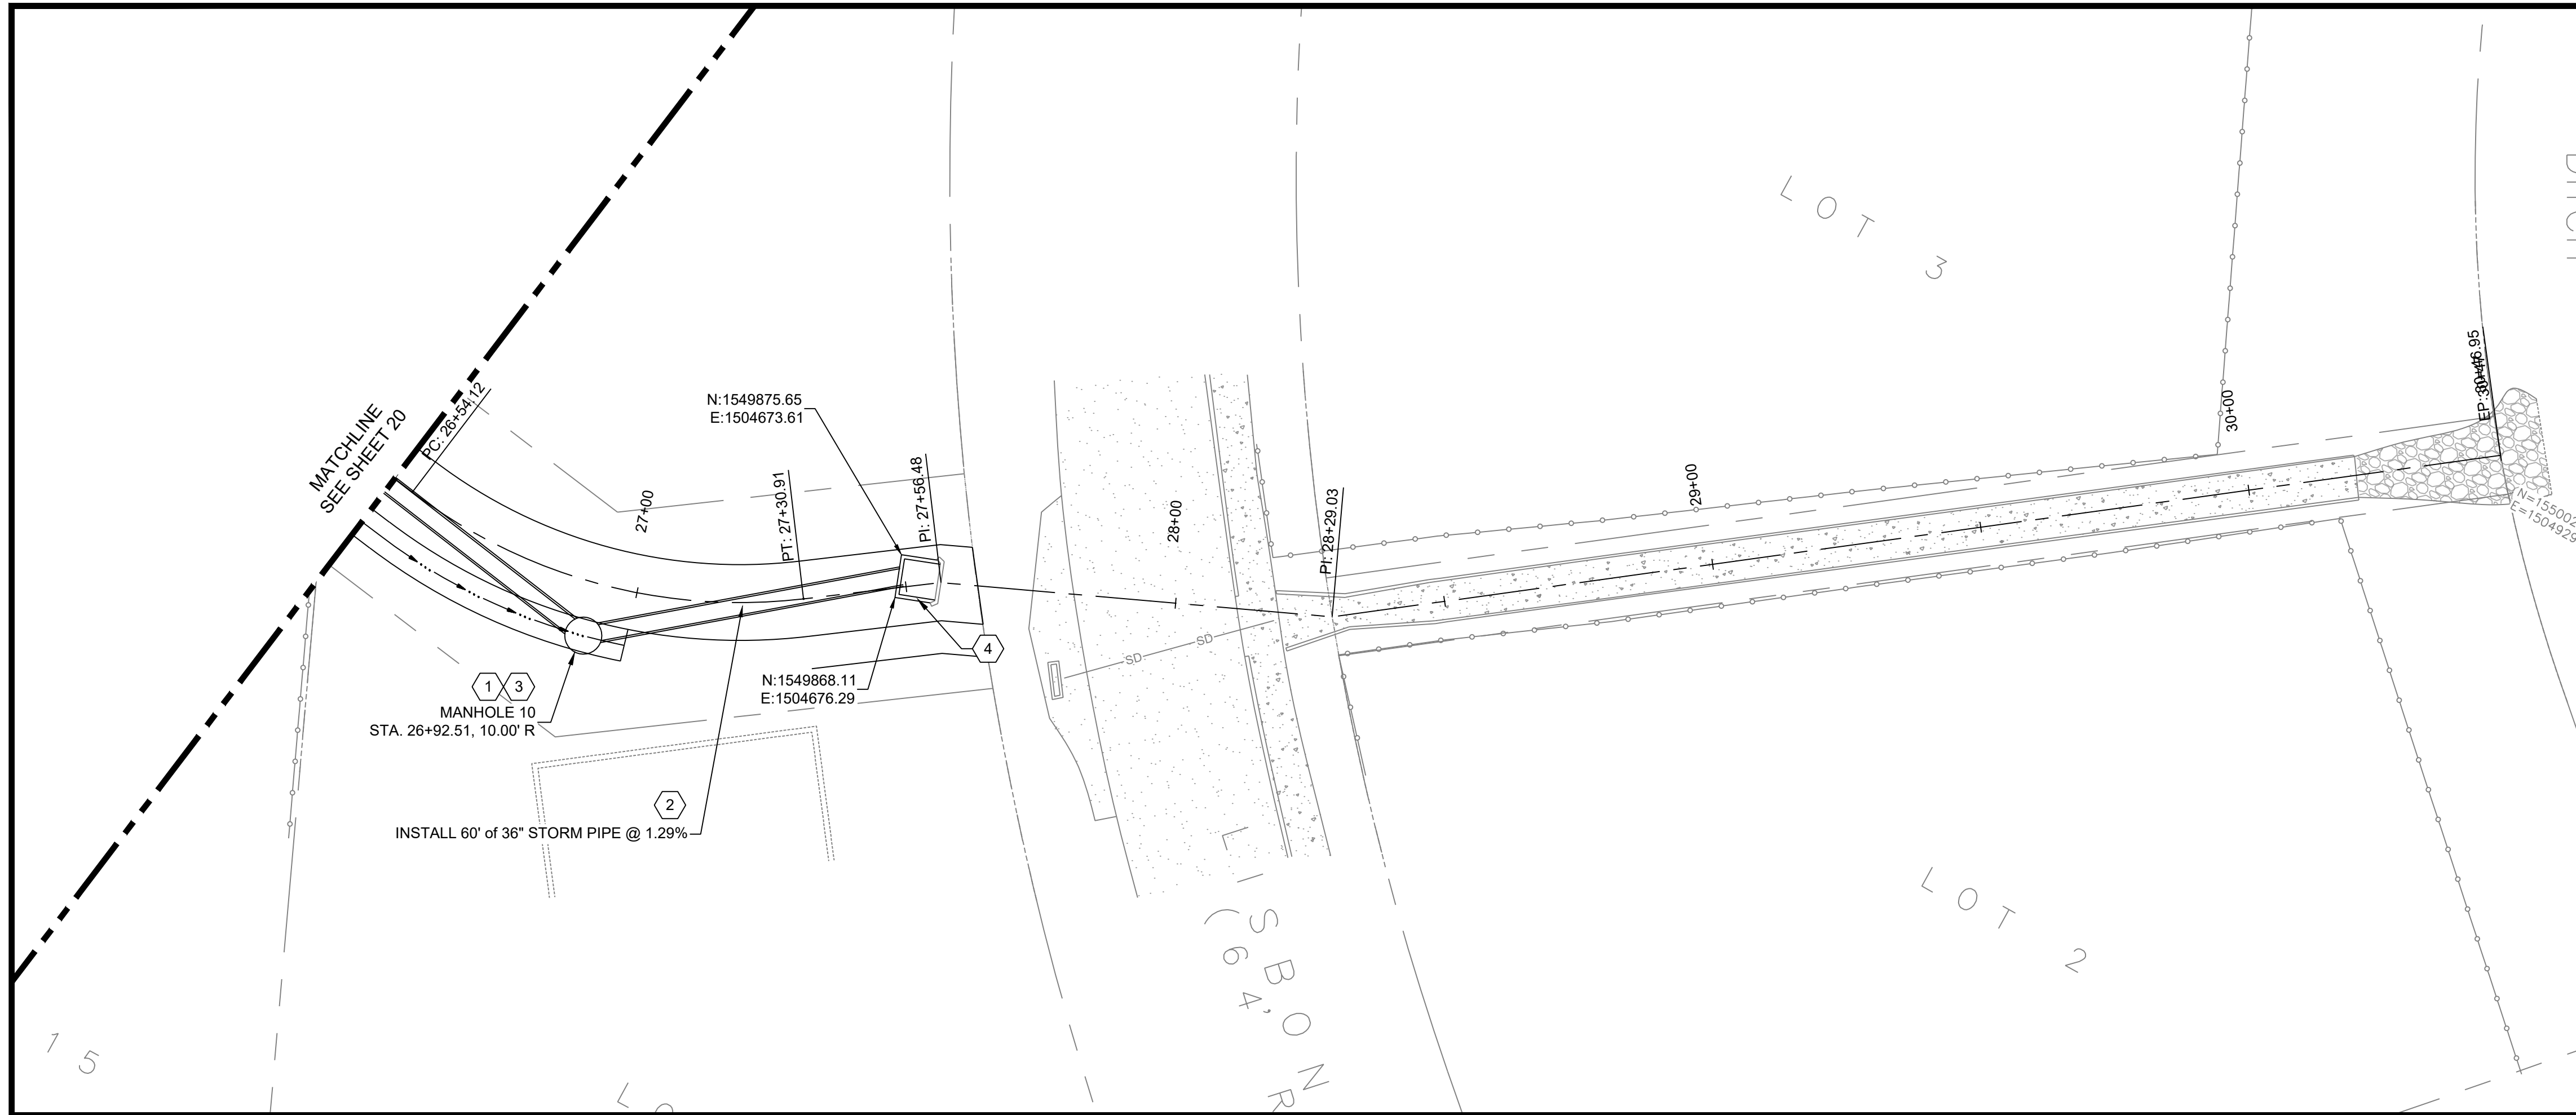 MATCHLINE
SEE SHEET 20
PC: 26+54.12
27+00
PT: 27+30.91
N:1549875.65
E:1504673.61
PI: 27+56.48
28+00
PI: 28+29.03
29+00
30+00
LOT 3
SD
SD
4
N:1549868.11
E:1504676.29
1
3
MANHOLE 10
STA. 26+92.51, 10.00' R
2
INSTALL 60' of 36" STORM PIPE @ 1.29%
LOT 2
15
(64'